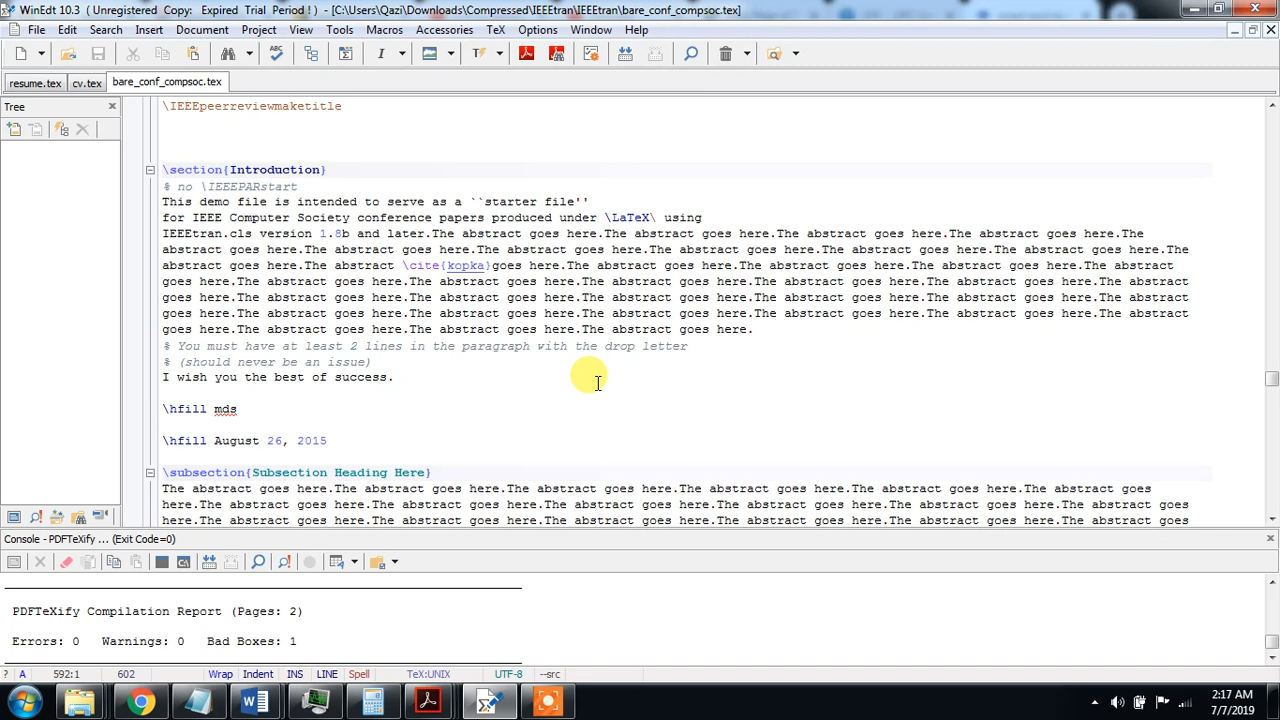 WinEdt 10.3 ( Unregistered Copy: Expired Trial Period ! ) - [C:\Users\Qazi\Downloads\Compressed\IEEEtran\IEEEtran\bare_conf_compsoc.tex]
File Edit Search Insert Document Project View Tools Macros Accessories TeX Options Window Help
resume.tex cv.tex bare_conf_compsoc.tex
Tree
\IEEEpeerreviewmaketitle
\section{Introduction}
% no \IEEEPARstart
This demo file is intended to serve as a ``starter file''
for IEEE Computer Society conference papers produced under \LaTeX\ using
IEEEtran.cls version 1.8b and later.The abstract goes here.The abstract goes here.The abstract goes here.The abstract goes here.The
abstract goes here.The abstract goes here.The abstract goes here.The abstract goes here.The abstract goes here.The abstract goes here.The
abstract goes here.The abstract \cite{kopka}goes here.The abstract goes here.The abstract goes here.The abstract goes here.The abstract
goes here.The abstract goes here.The abstract goes here.The abstract goes here.The abstract goes here.The abstract goes here.The abstract
goes here.The abstract goes here.The abstract goes here.The abstract goes here.The abstract goes here.The abstract goes here.The abstract
goes here.The abstract goes here.The abstract goes here.The abstract goes here.The abstract goes here.The abstract goes here.The abstract
goes here.The abstract goes here.The abstract goes here.The abstract goes here.
% You must have at least 2 lines in the paragraph with the drop letter
% (should never be an issue)
I wish you the best of success.
\hfill mds
\hfill August 26, 2015
\subsection{Subsection Heading Here}
The abstract goes here.The abstract goes here.The abstract goes here.The abstract goes here.The abstract goes here.The abstract goes
here.The abstract goes here.The abstract goes here.The abstract goes here.The abstract goes here.The abstract goes here.The abstract goes
here.The abstract goes here.The abstract goes here.The abstract goes here.The abstract goes here.The abstract goes here.The abstract goes
Console - PDFTeXify ... (Exit Code=0)
PDFTeXify Compilation Report (Pages: 2)
Errors: 0 Warnings: 0 Bad Boxes: 1
? A 592:1 602 Wrap Indent INS LINE Spell TeX:UNIX UTF-8 --src
2:17 AM
7/7/2019